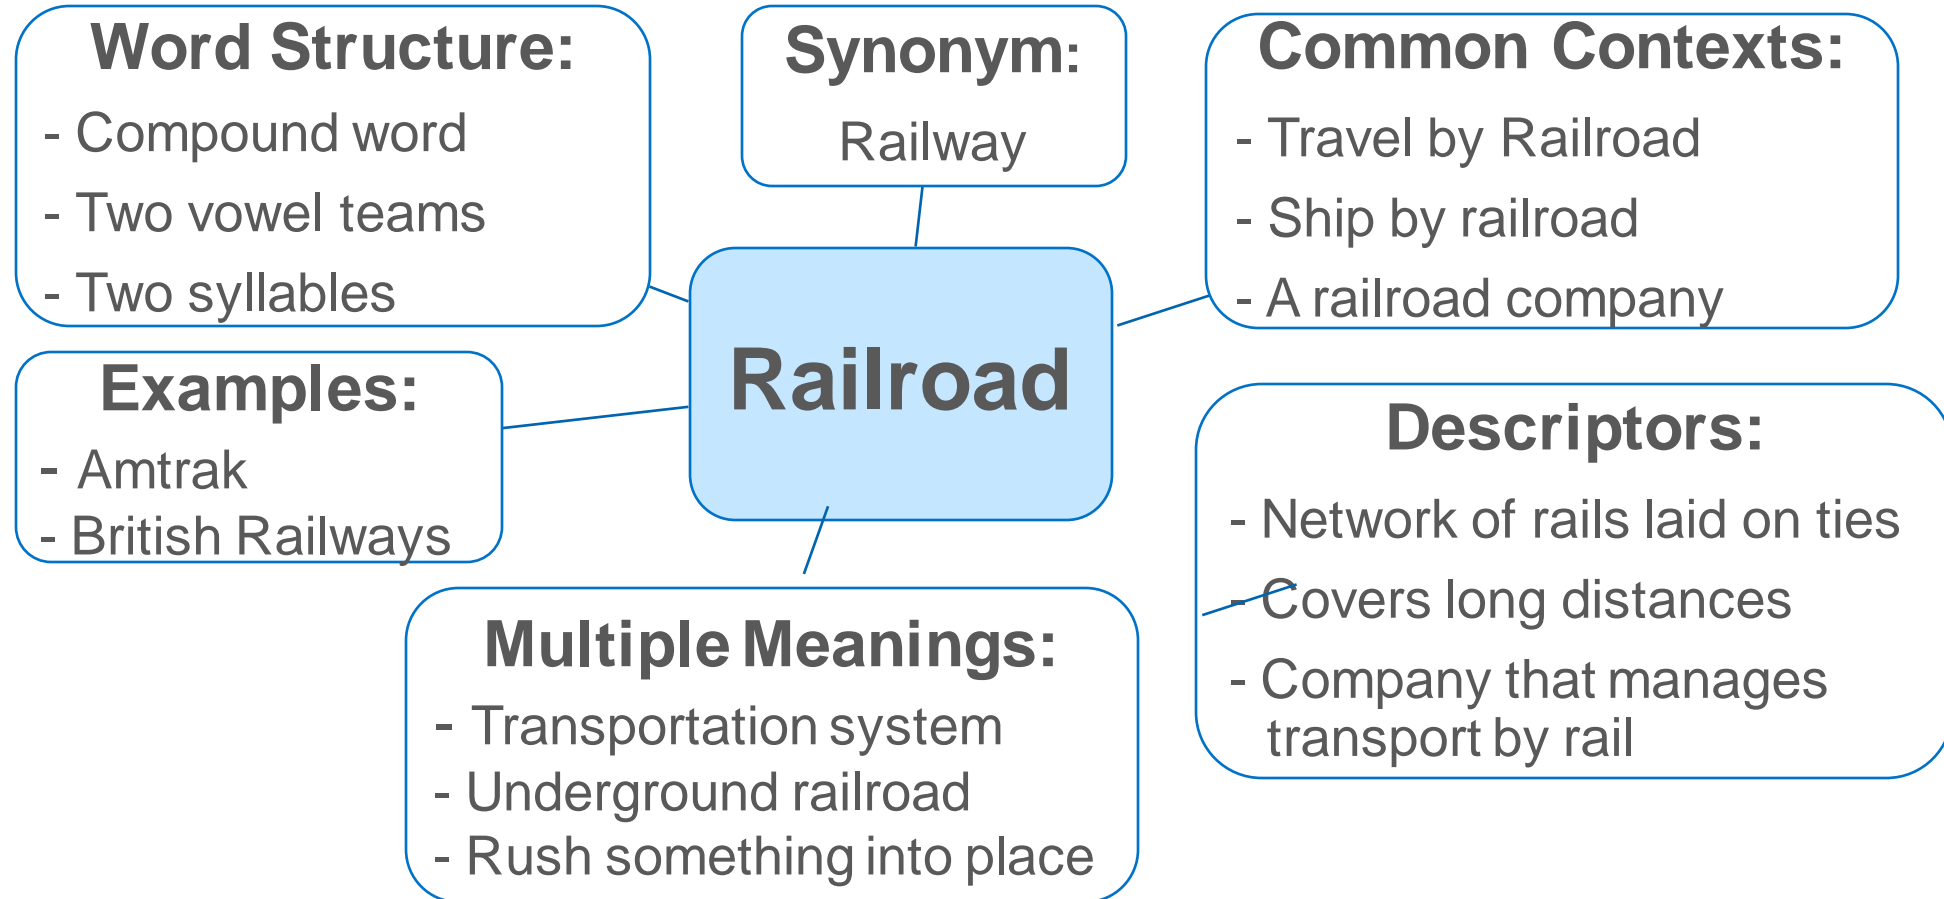 Word Structure:
- Compound word
- Two vowel teams
- Two syllables
Synonym:
Railway
Common Contexts:
- Travel by Railroad
- Ship by railroad
- A railroad company
Examples:
- Amtrak
- British Railways
Railroad
Descriptors:
- Network of rails laid on ties
- Covers long distances
- Company that manages
transport by rail
Multiple Meanings:
- Transportation system
- Underground railroad
- Rush something into place